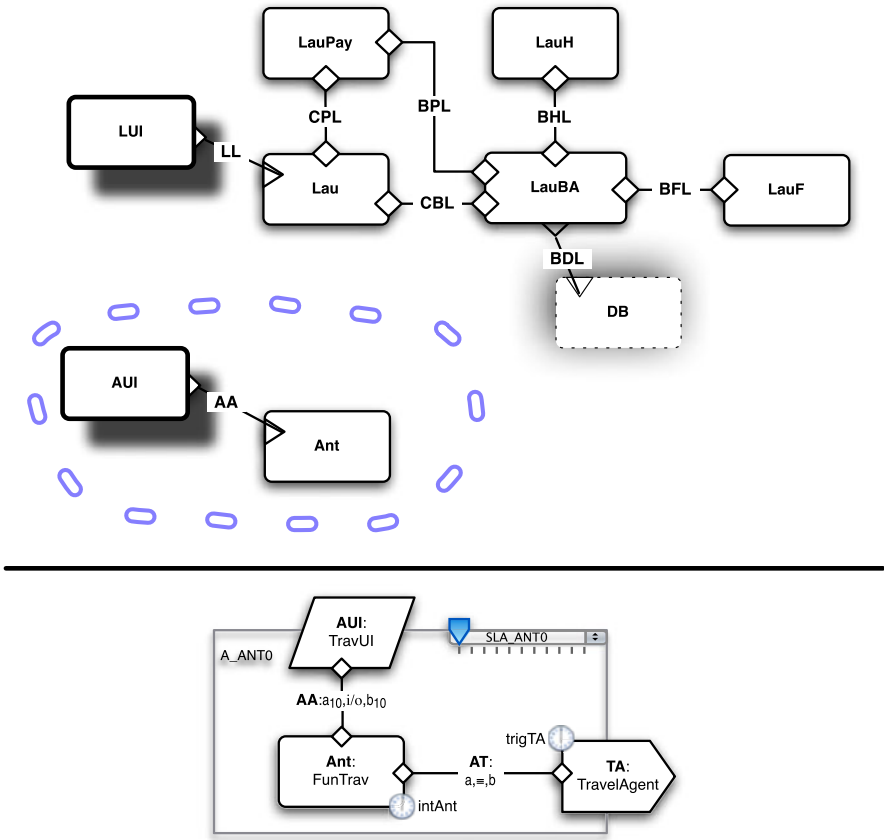 LauPay
LauH
BPL
CPL
BHL
LUI
LL
Lau
LauBA
LauF
CBL
BFL
BDL
DB
AUI
AA
Ant
AUI:
TravUI
SLA_ANT0
A_ANT0
AA:a10,i/o,b10
trigTA
Ant:
FunTrav
AT:
a,≡,b
TA:
TravelAgent
intAnt